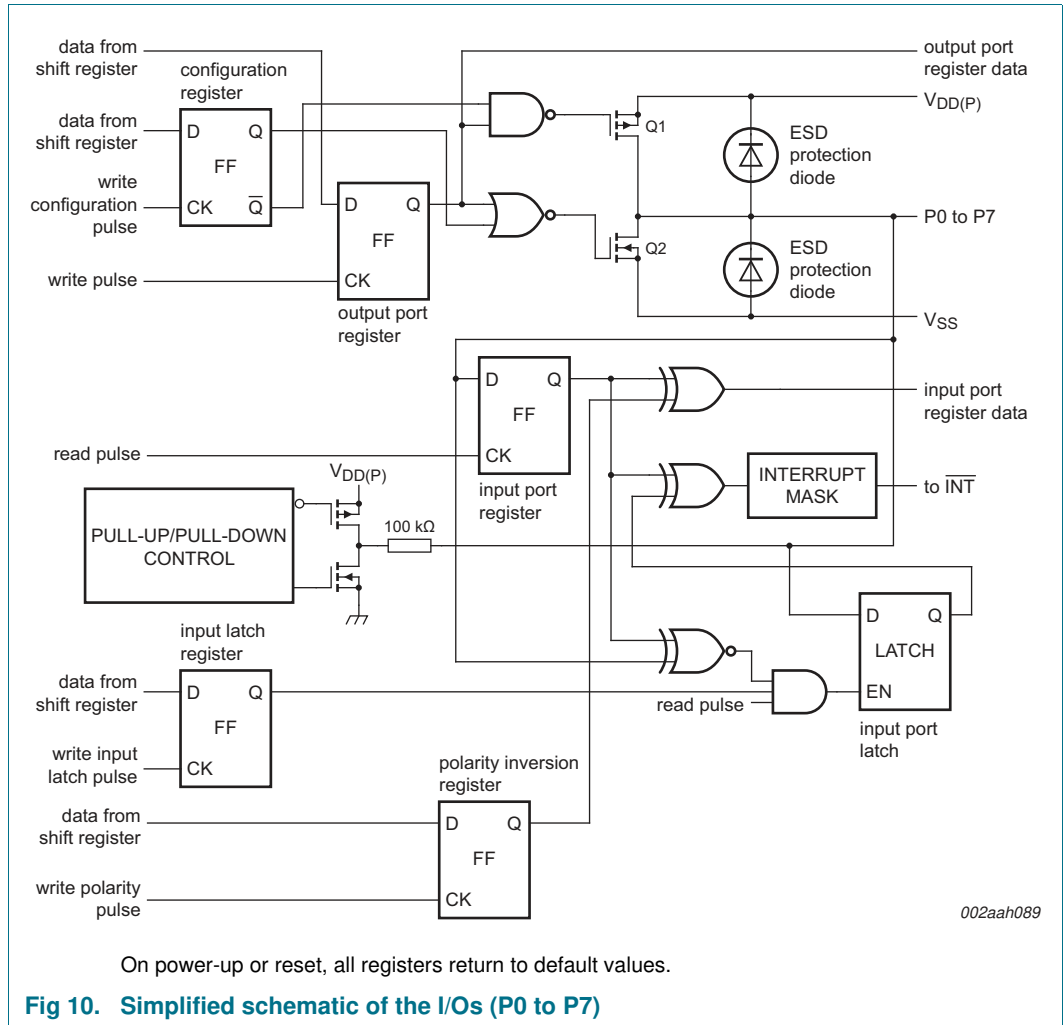 data from
shift register
configuration
register
output port
register data
data from
shift register
D
Q
FF
CK
Q
write
configuration
pulse
VDD(P)
Q1
ESD
protection
diode
D
Q
FF
CK
P0 to P7
Q2
ESD
protection
diode
write pulse
output port
register
VSS
D
Q
FF
CK
input port
register data
read pulse
input port
register
INTERRUPT
MASK
to INT
VDD(P)
100 kΩ
PULL-UP/PULL-DOWN
CONTROL
input latch
register
D
Q
LATCH
EN
data from
shift register
D
Q
FF
CK
read pulse
input port
latch
write input
latch pulse
polarity inversion
register
data from
shift register
D
Q
FF
CK
write polarity
pulse
002aah089
On power-up or reset, all registers return to default values.
Fig 10. Simplified schematic of the I/Os (P0 to P7)